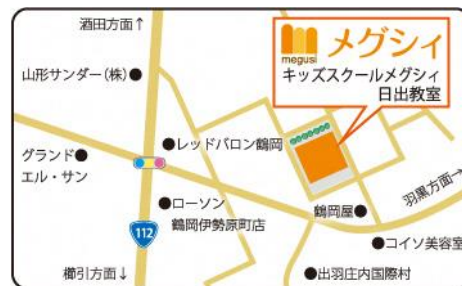 酒田方面↑
megusi
メグシィ
キッズスクールメグシィ
日出教室
山形サンダー(株)
グランド
エル・サン
レッドバロン鶴岡
ローソン
鶴岡伊勢原町店
112
鶴岡屋
羽黒方面→
コイソ美容室
櫛引方面↓
出羽庄内国際村